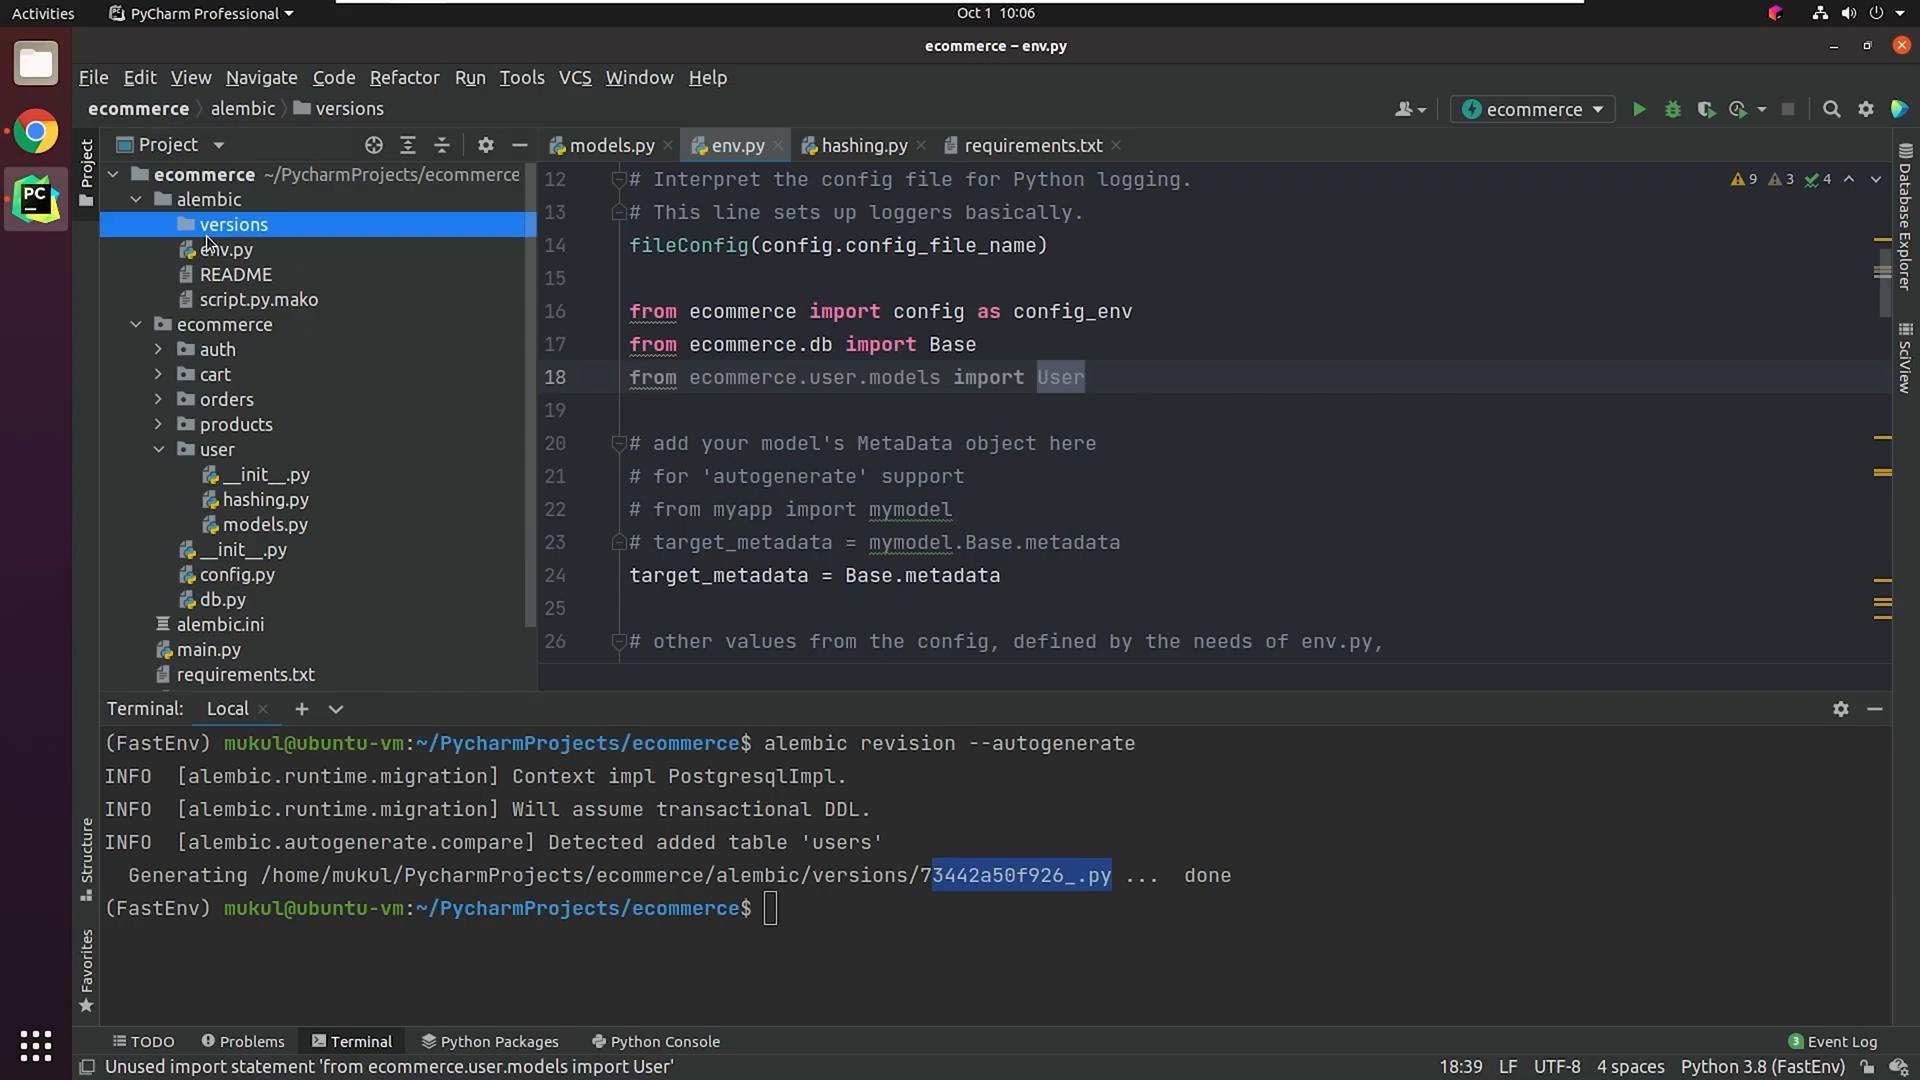 Activities
PyCharm Professional
Oct 1 10:06
ecommerce – env.py
File Edit View Navigate Code Refactor Run Tools VCS Window Help
ecommerce alembic versions
ecommerce
Project
models.py
env.py
hashing.py
requirements.txt
Project
ecommerce ~/PycharmProjects/ecommerce
alembic
versions
env.py
README
script.py.mako
ecommerce
auth
cart
orders
products
user
__init__.py
hashing.py
models.py
__init__.py
config.py
db.py
alembic.ini
main.py
requirements.txt
PC
9 3 4
12 # Interpret the config file for Python logging.
13 # This line sets up loggers basically.
14 fileConfig(config.config_file_name)
15
16 from ecommerce import config as config_env
17 from ecommerce.db import Base
18 from ecommerce.user.models import User
19
20 # add your model's MetaData object here
21 # for 'autogenerate' support
22 # from myapp import mymodel
23 # target_metadata = mymodel.Base.metadata
24 target_metadata = Base.metadata
25
26 # other values from the config, defined by the needs of env.py,
Database Explorer
SciView
Terminal: Local
(FastEnv) mukul@ubuntu-vm:~/PycharmProjects/ecommerce$ alembic revision --autogenerate
INFO [alembic.runtime.migration] Context impl PostgresqlImpl.
INFO [alembic.runtime.migration] Will assume transactional DDL.
INFO [alembic.autogenerate.compare] Detected added table 'users'
Generating /home/mukul/PycharmProjects/ecommerce/alembic/versions/73442a50f926_.py ... done
(FastEnv) mukul@ubuntu-vm:~/PycharmProjects/ecommerce$
Structure
Favorites
TODO Problems Terminal Python Packages Python Console
3 Event Log
Unused import statement 'from ecommerce.user.models import User'
18:39 LF UTF-8 4 spaces Python 3.8 (FastEnv)